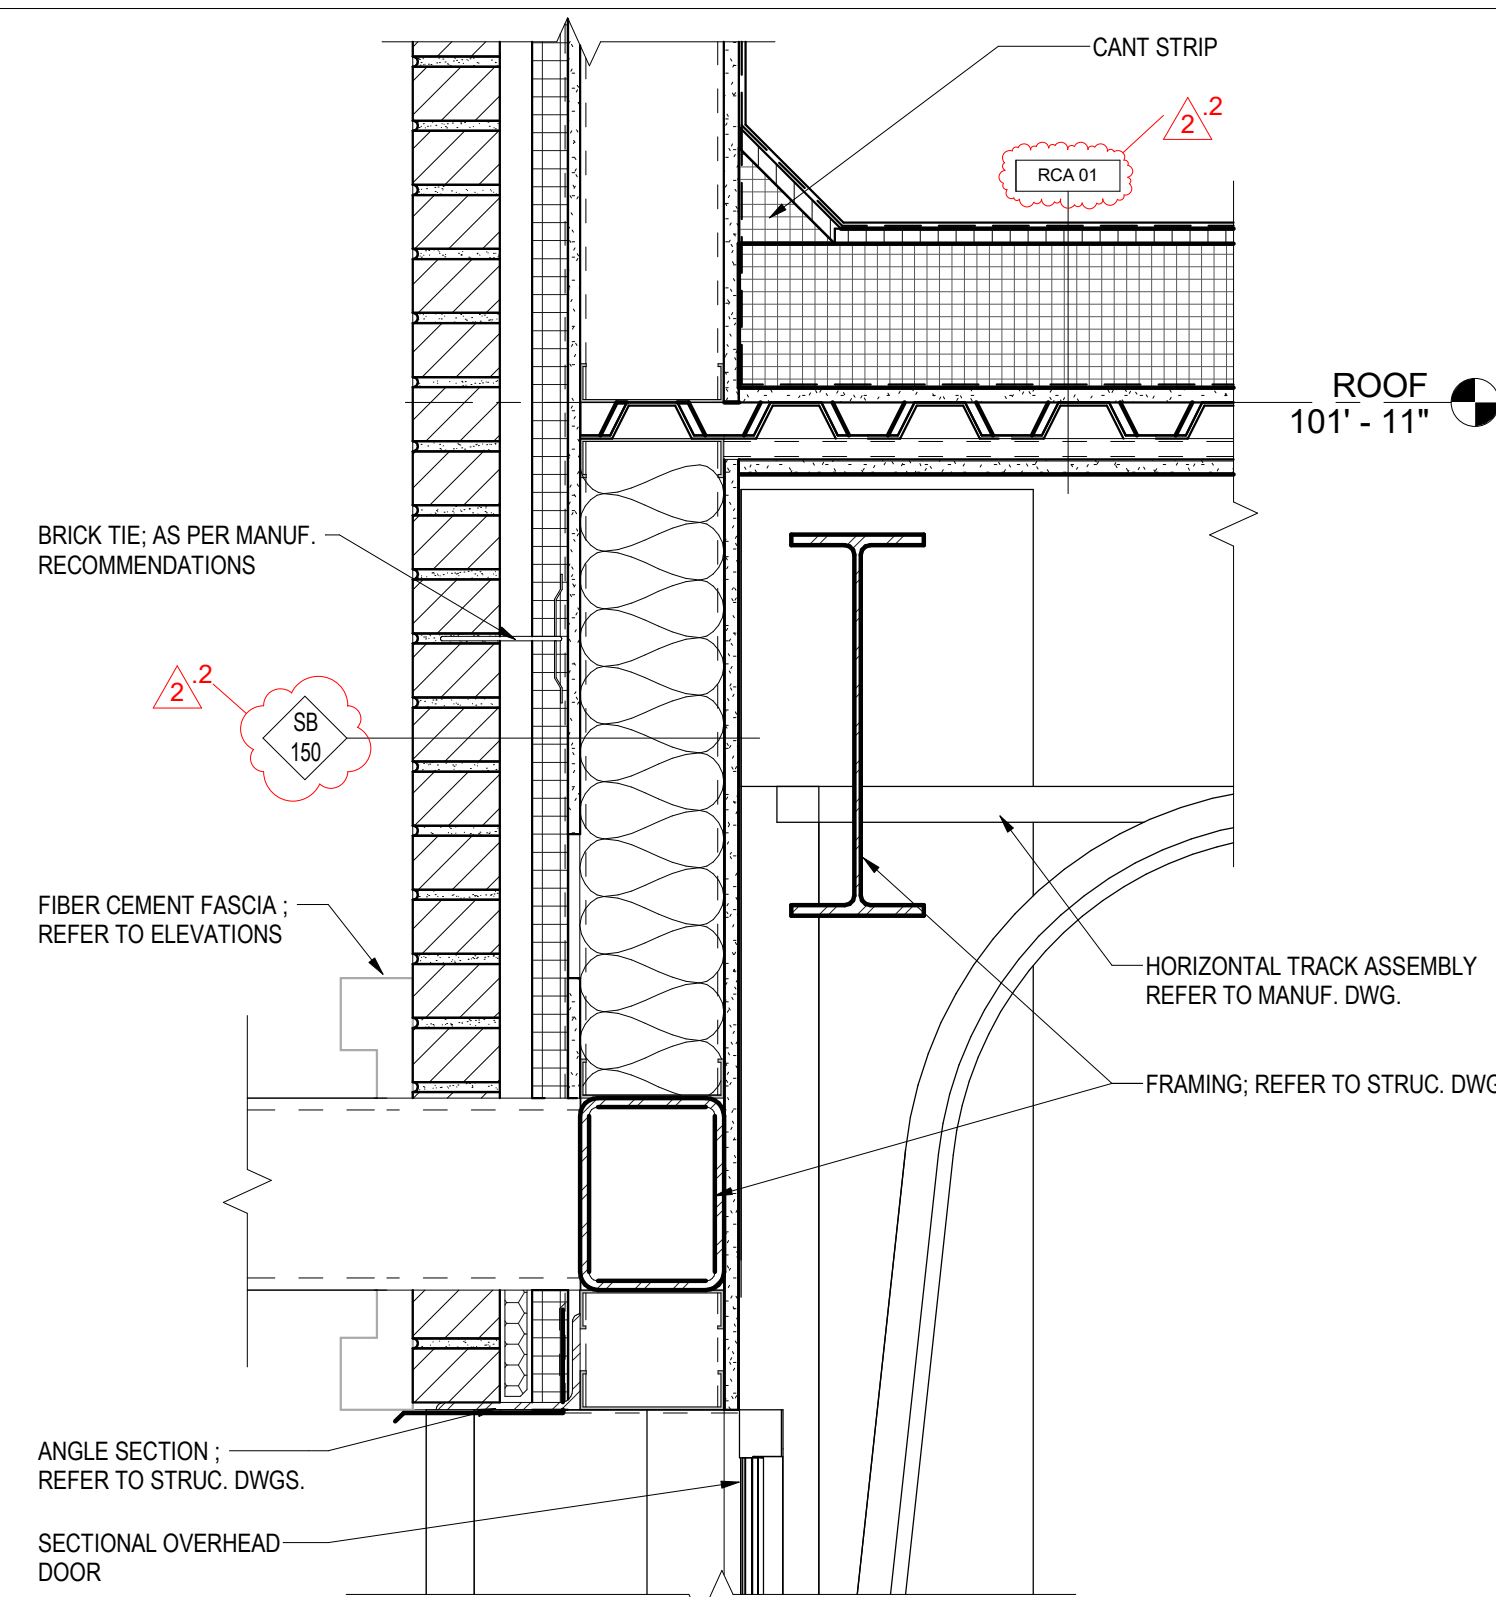 CANT STRIP
2 .2
RCA 01
ROOF
101' - 11"
BRICK TIE; AS PER MANUF.
RECOMMENDATIONS
2 .2
SB
150
FIBER CEMENT FASCIA ;
REFER TO ELEVATIONS
HORIZONTAL TRACK ASSEMBLY
REFER TO MANUF. DWG.
FRAMING; REFER TO STRUC. DWG
ANGLE SECTION ;
REFER TO STRUC. DWGS.
SECTIONAL OVERHEAD
DOOR